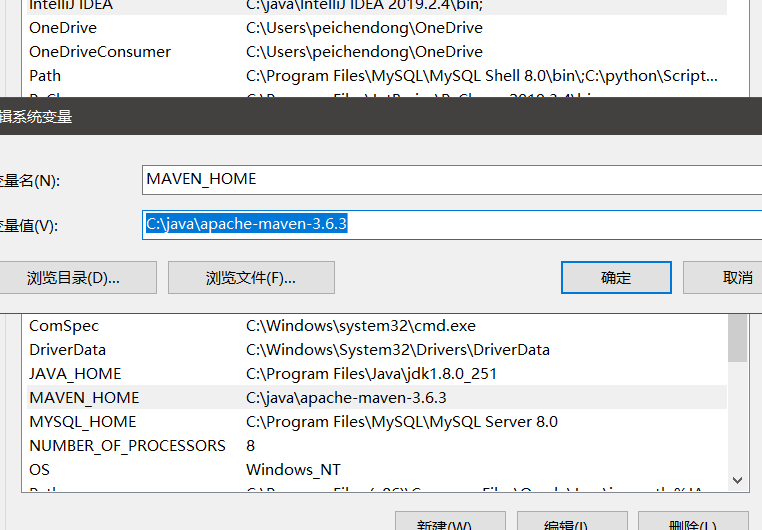 IntelliJ IDEA C:\java\IntelliJ IDEA 2019.2.4\bin;
OneDrive C:\Users\peichendong\OneDrive
OneDriveConsumer C:\Users\peichendong\OneDrive
Path C:\Program Files\MySQL\MySQL Shell 8.0\bin\;C:\python\Script...
辑系统变量
变量名(N): MAVEN_HOME
变量值(V): C:\java\apache-maven-3.6.3
浏览目录(D)... 浏览文件(F)... 确定 取消
ComSpec C:\Windows\system32\cmd.exe
DriverData C:\Windows\System32\Drivers\DriverData
JAVA_HOME C:\Program Files\Java\jdk1.8.0_251
MAVEN_HOME C:\java\apache-maven-3.6.3
MYSQL_HOME C:\Program Files\MySQL\MySQL Server 8.0
NUMBER_OF_PROCESSORS 8
OS Windows_NT
新建(W)... 编辑(I)... 删除(L)